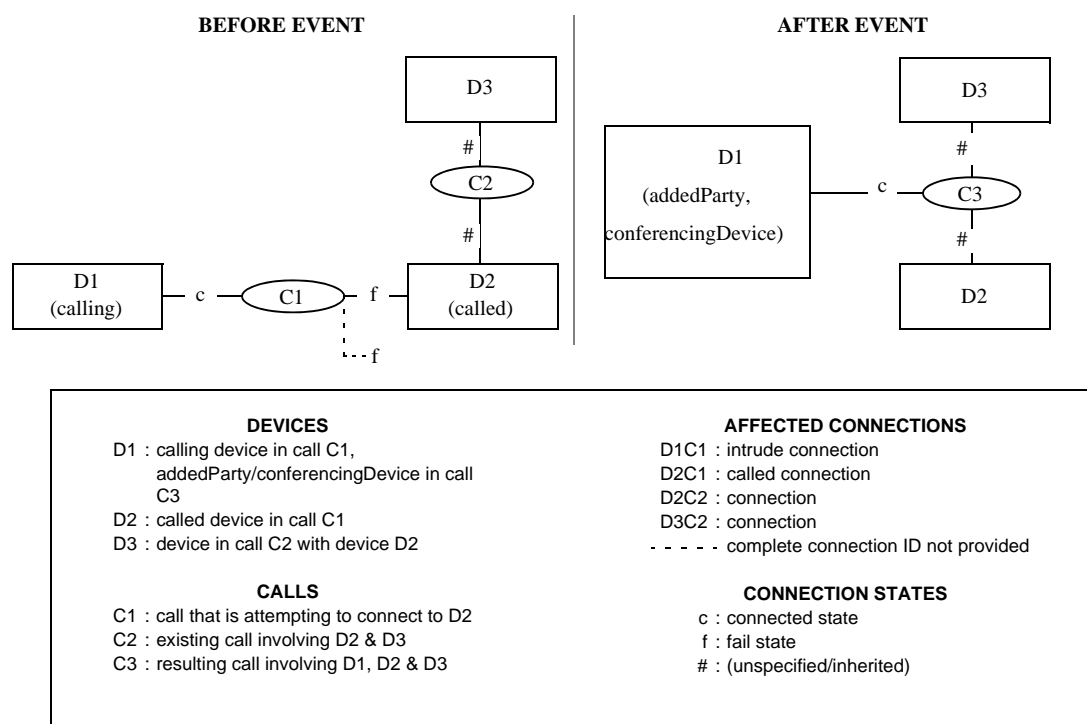 BEFORE EVENT
AFTER EVENT
D3
#
C2
#
D1
(calling)
c
C1
f
D2
(called)
f
D3
#
D1
(addedParty,
conferencingDevice)
c
C3
#
D2
DEVICES
D1 : calling device in call C1,
addedParty/conferencingDevice in call
C3
D2 : called device in call C1
D3 : device in call C2 with device D2
CALLS
C1 : call that is attempting to connect to D2
C2 : existing call involving D2 & D3
C3 : resulting call involving D1, D2 & D3
AFFECTED CONNECTIONS
D1C1 : intrude connection
D2C1 : called connection
D2C2 : connection
D3C2 : connection
- - - - - - complete connection ID not provided
CONNECTION STATES
c : connected state
f : fail state
# : (unspecified/inherited)